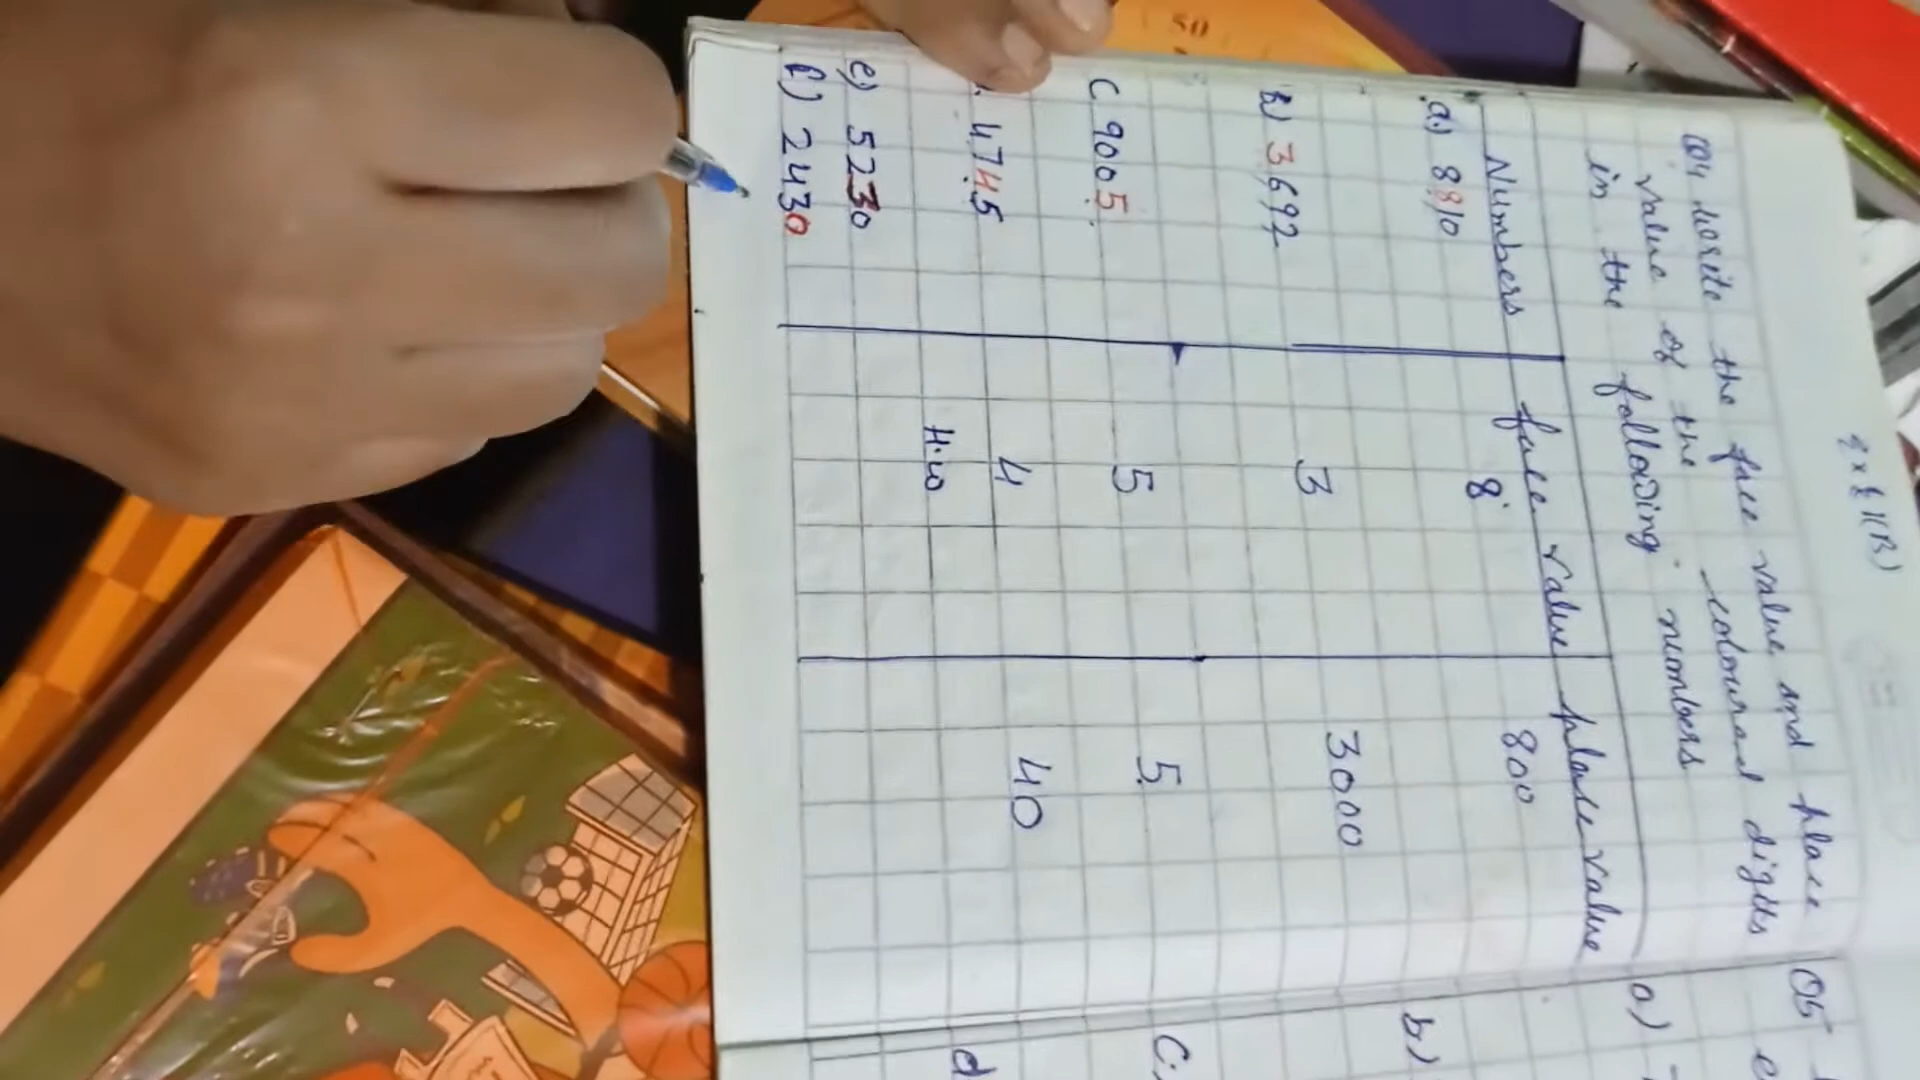 Ex 1(B)
Q4 write the face value and place
value of the coloured digits
in the following numbers
Numbers face value place value
a.) 8810 8 800
b) 3692 3 3000
C. 9005 5 5
4745 4 40
H.W
e) 5230
f) 2430
Q5
a)
b)
C.
d
50